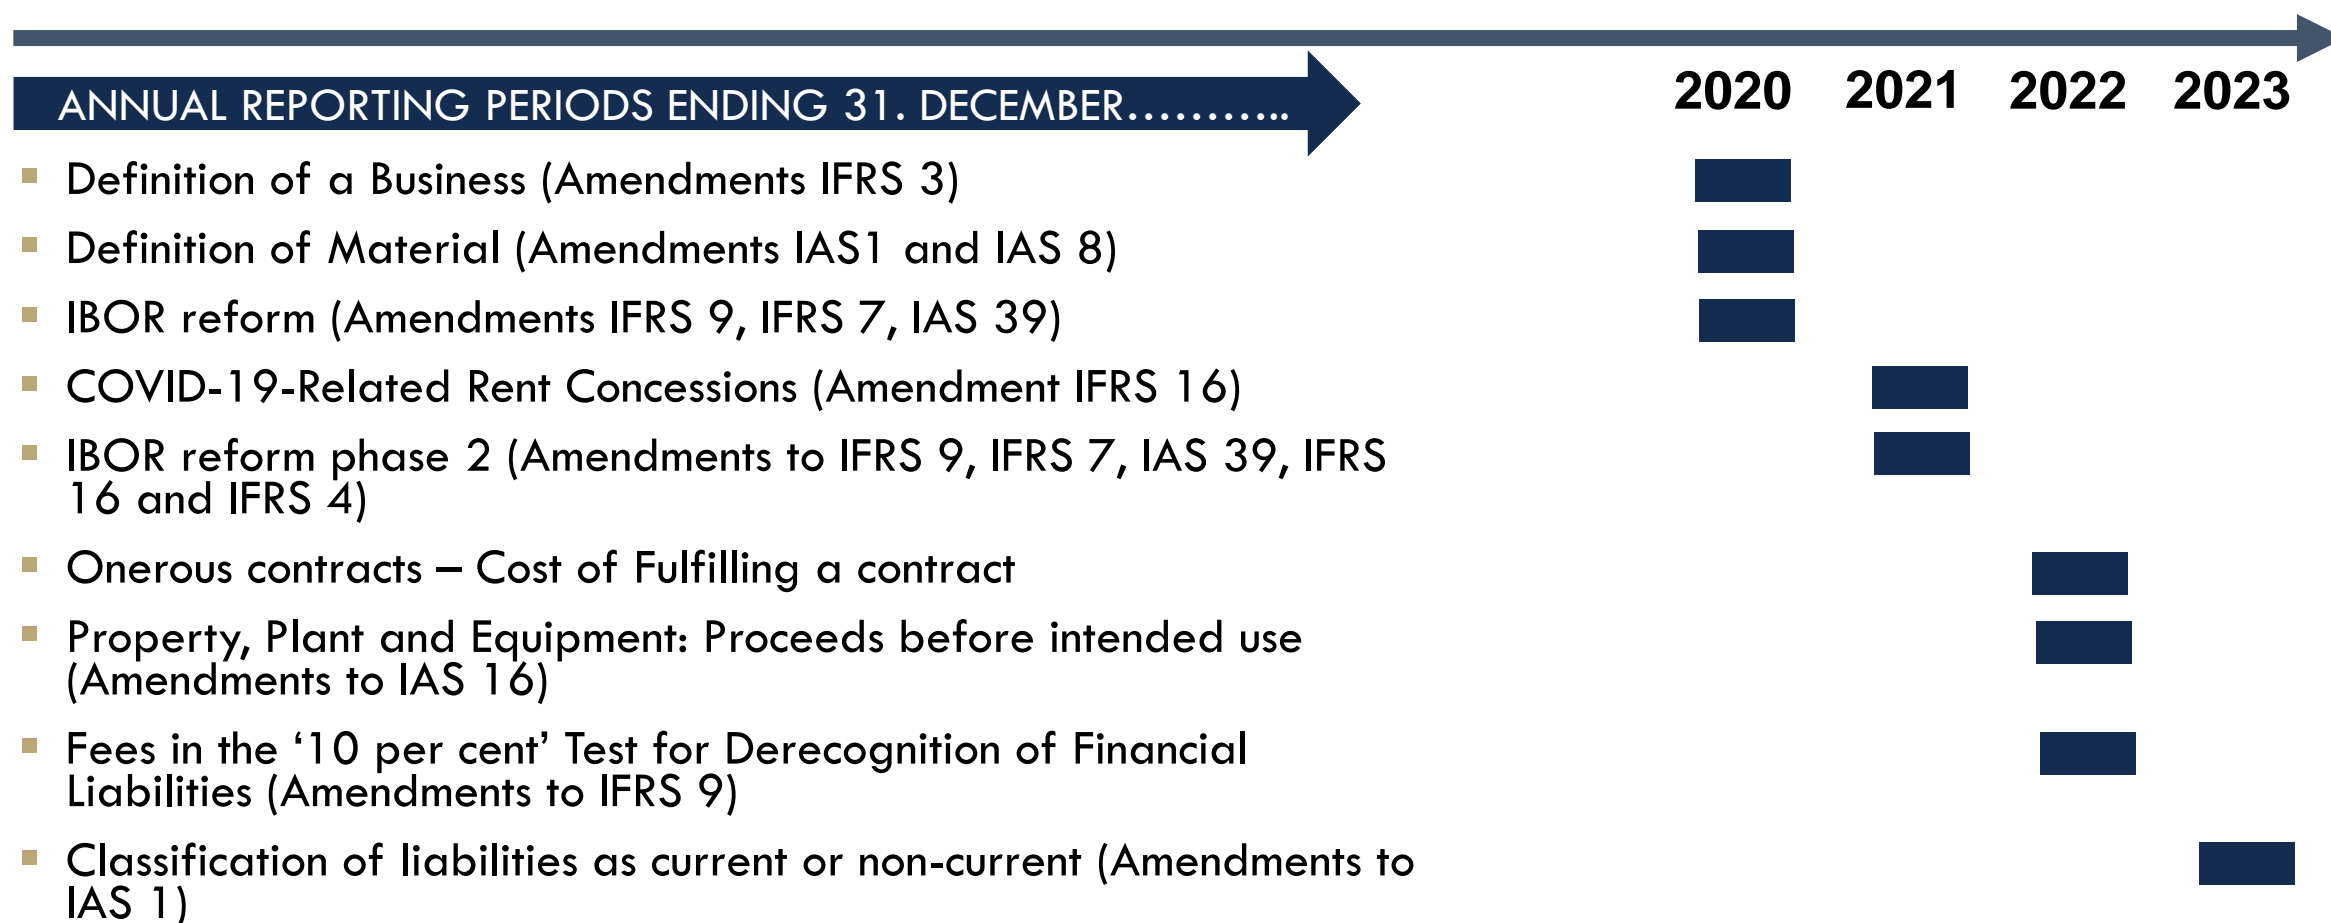 ANNUAL REPORTING PERIODS ENDING 31. DECEMBER………..
2020 2021 2022 2023
Definition of a Business (Amendments IFRS 3)
Definition of Material (Amendments IAS1 and IAS 8)
IBOR reform (Amendments IFRS 9, IFRS 7, IAS 39)
COVID-19-Related Rent Concessions (Amendment IFRS 16)
IBOR reform phase 2 (Amendments to IFRS 9, IFRS 7, IAS 39, IFRS
16 and IFRS 4)
Onerous contracts – Cost of Fulfilling a contract
Property, Plant and Equipment: Proceeds before intended use
(Amendments to IAS 16)
Fees in the ‘10 per cent’ Test for Derecognition of Financial
Liabilities (Amendments to IFRS 9)
Classification of liabilities as current or non-current (Amendments to
IAS 1)